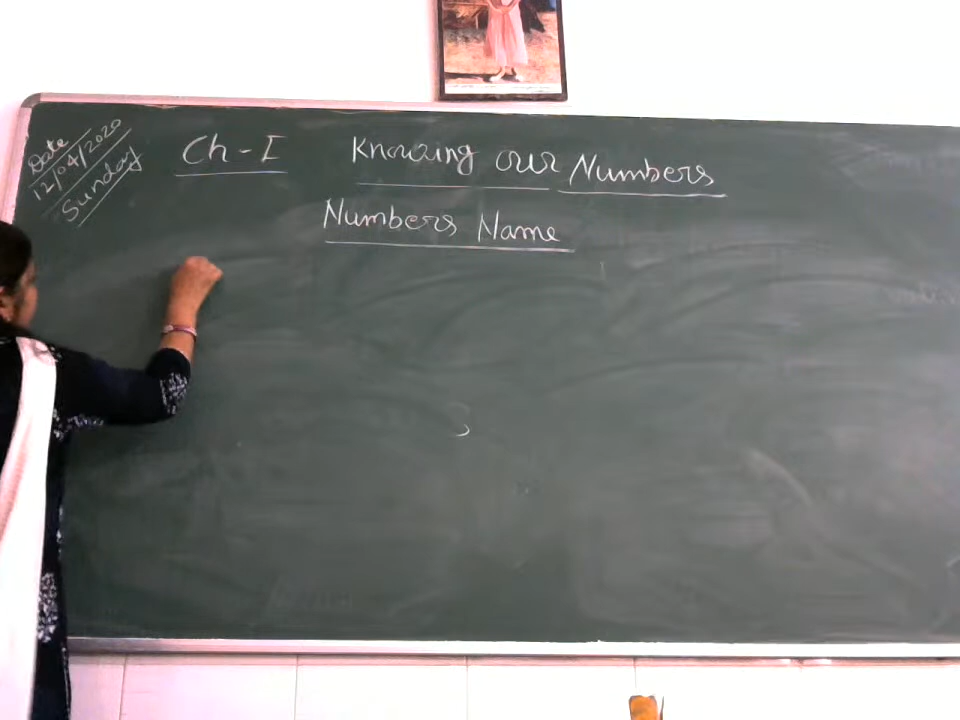 Date
12/04/2020
Sunday
Ch - I Knowing our Numbers
Numbers Name